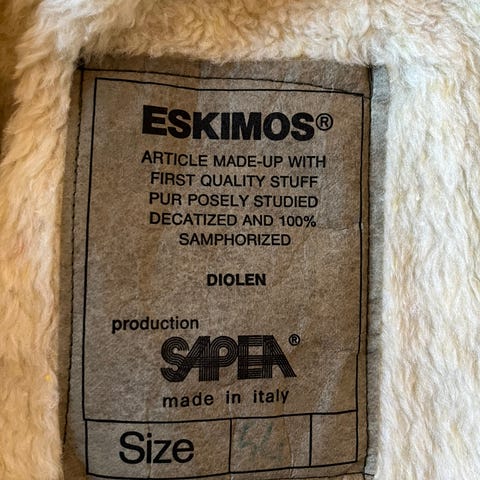 ESKIMOS®
ARTICLE MADE-UP WITH
FIRST QUALITY STUFF
PUR POSELY STUDIED
DECATIZED AND 100%
SAMPHORIZED
DIOLEN
production
SAPEA®
made in italy
Size